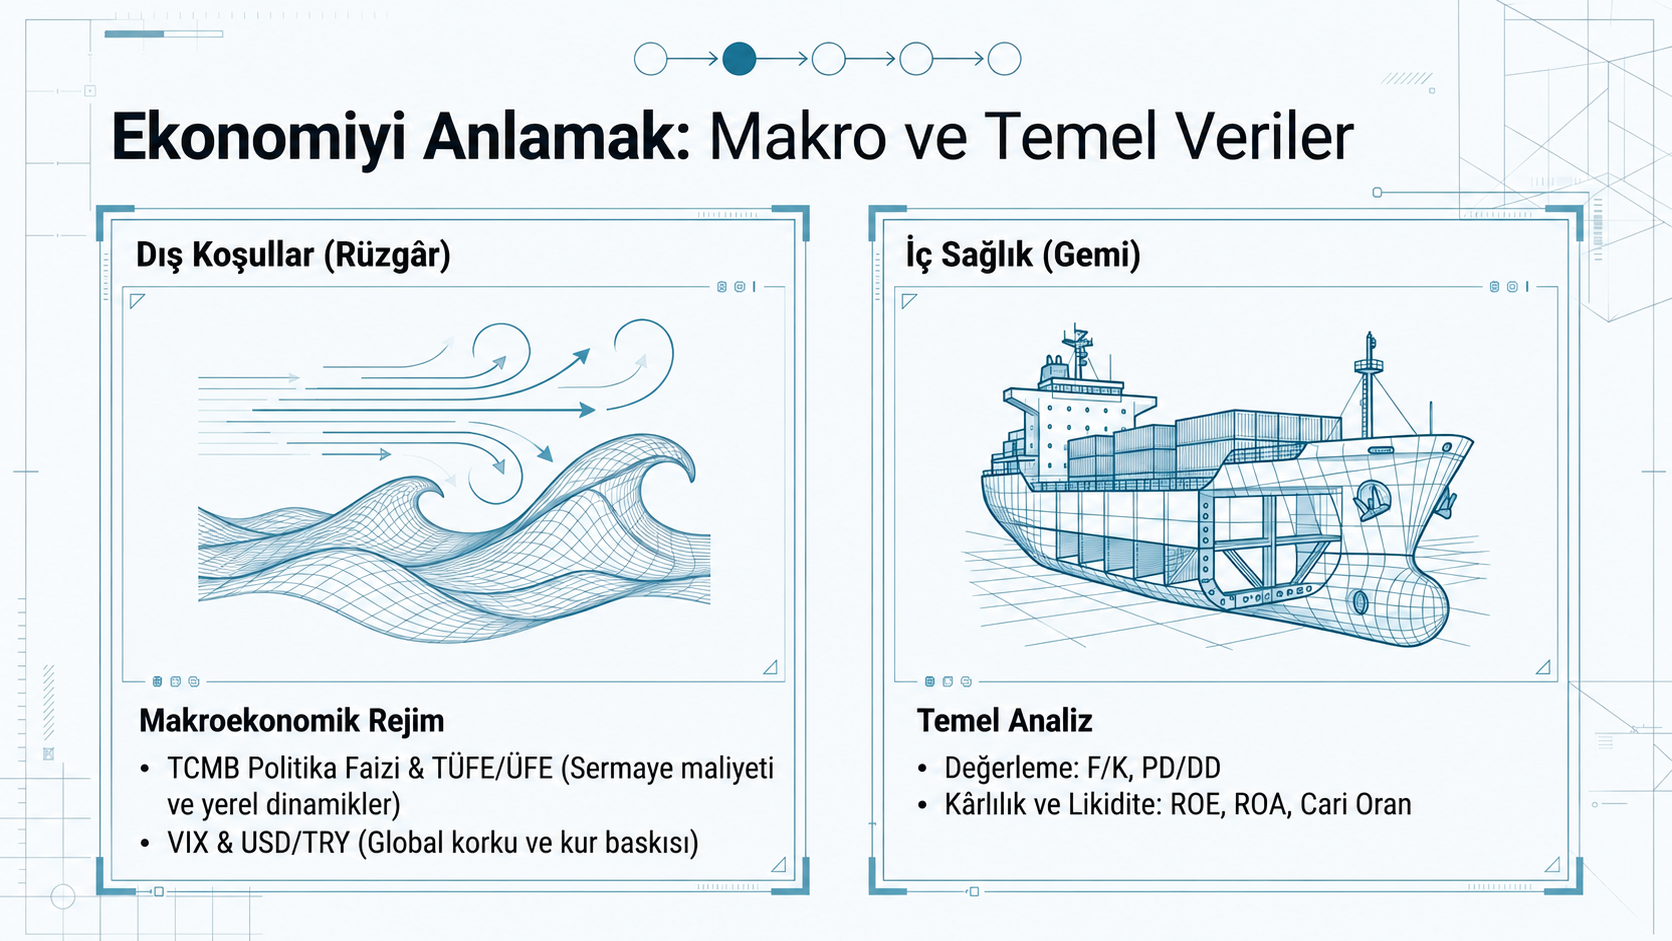 Ekonomiyi Anlamak: Makro ve Temel Veriler
Dış Koşullar (Rüzgâr)
Makroekonomik Rejim
• TCMB Politika Faizi & TÜFE/ÜFE (Sermaye maliyeti
ve yerel dinamikler)
• VIX & USD/TRY (Global korku ve kur baskısı)
İç Sağlık (Gemi)
Temel Analiz
• Değerleme: F/K, PD/DD
• Kârlılık ve Likidite: ROE, ROA, Cari Oran